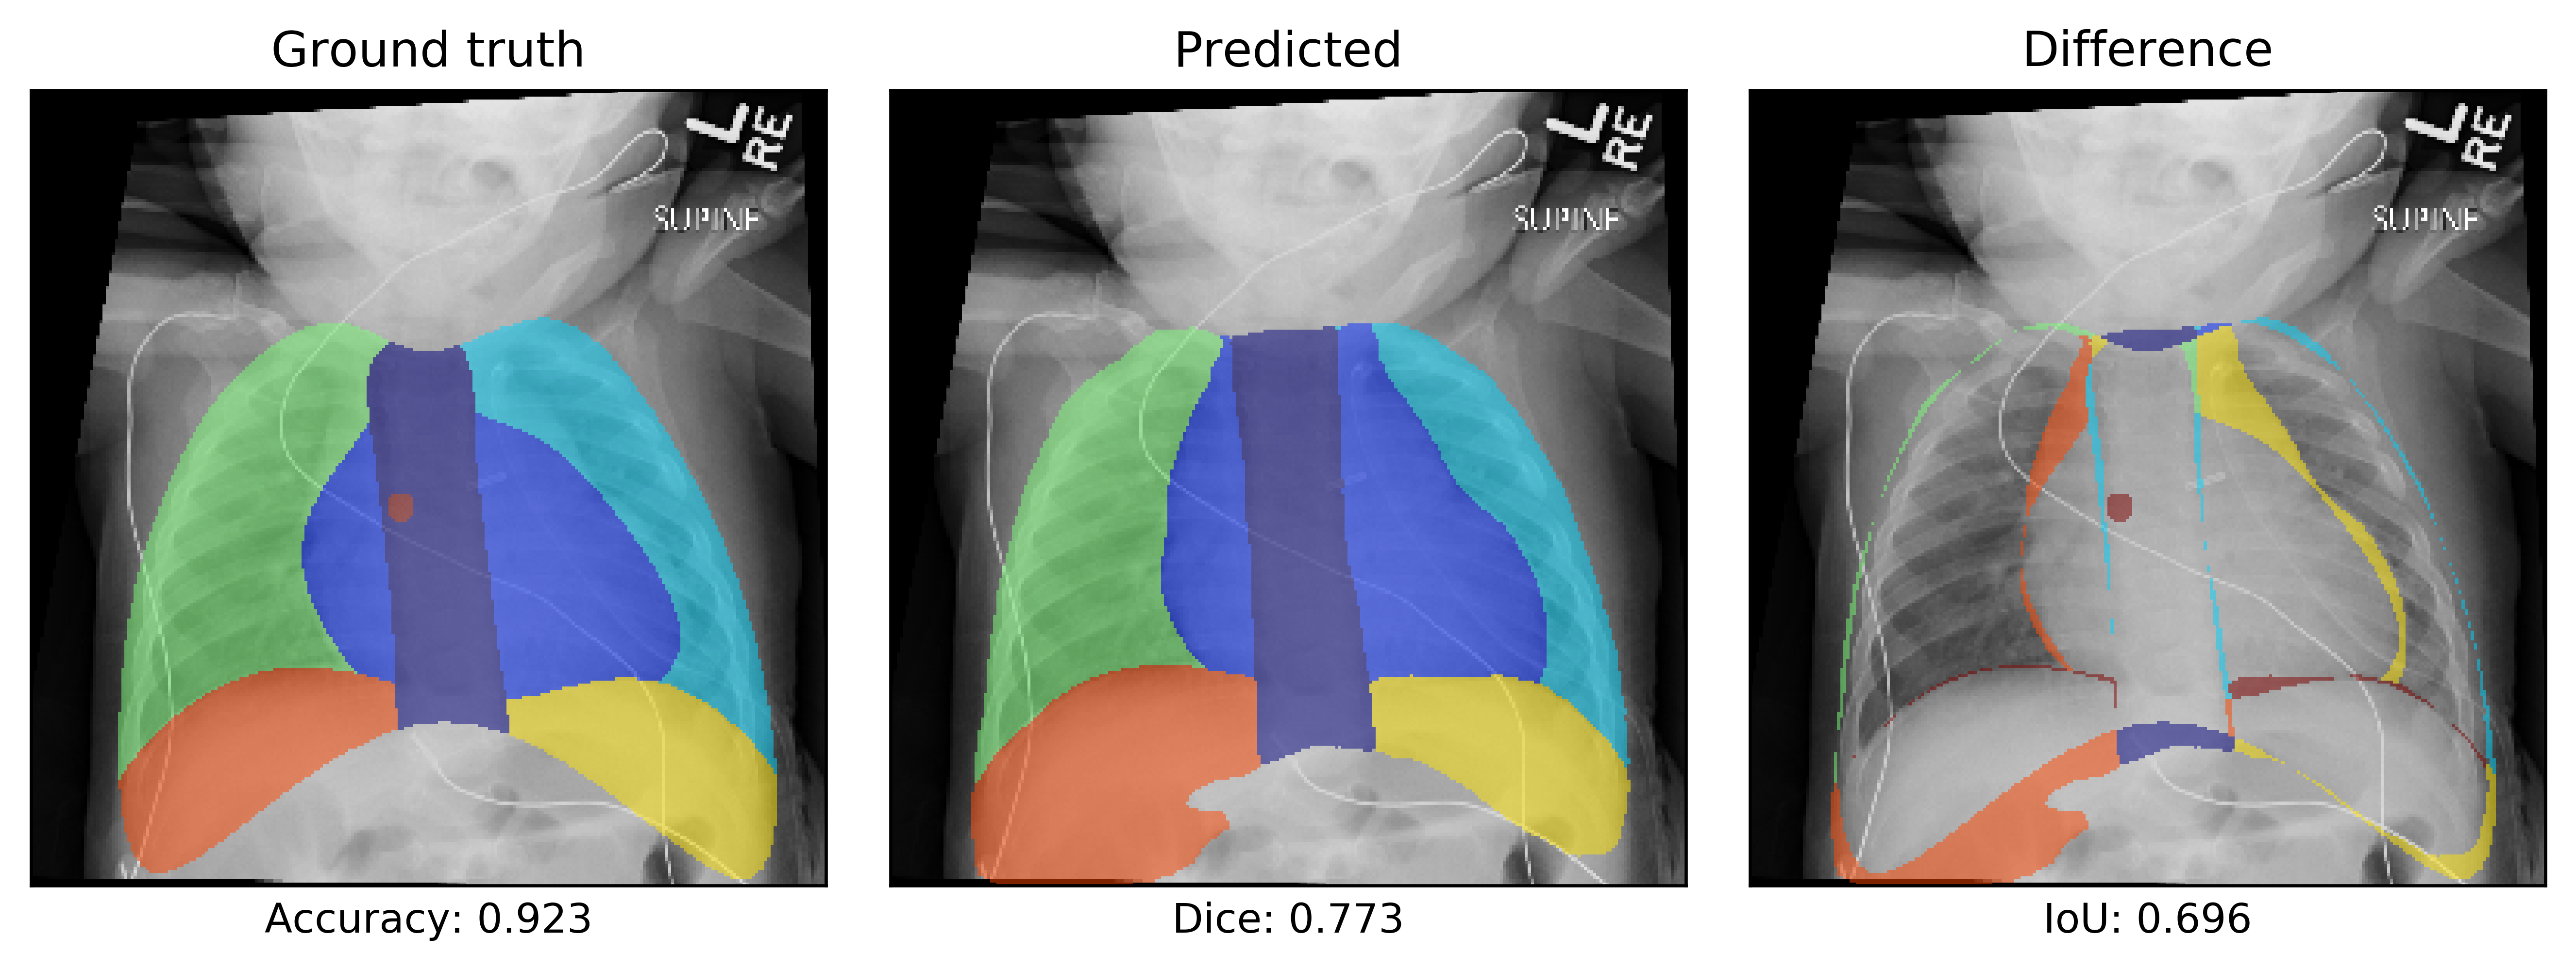 Ground truth
Predicted
Difference
L
RE
SUPINE
L
RE
SUPINE
L
RE
SUPINE
Accuracy: 0.923
Dice: 0.773
IoU: 0.696